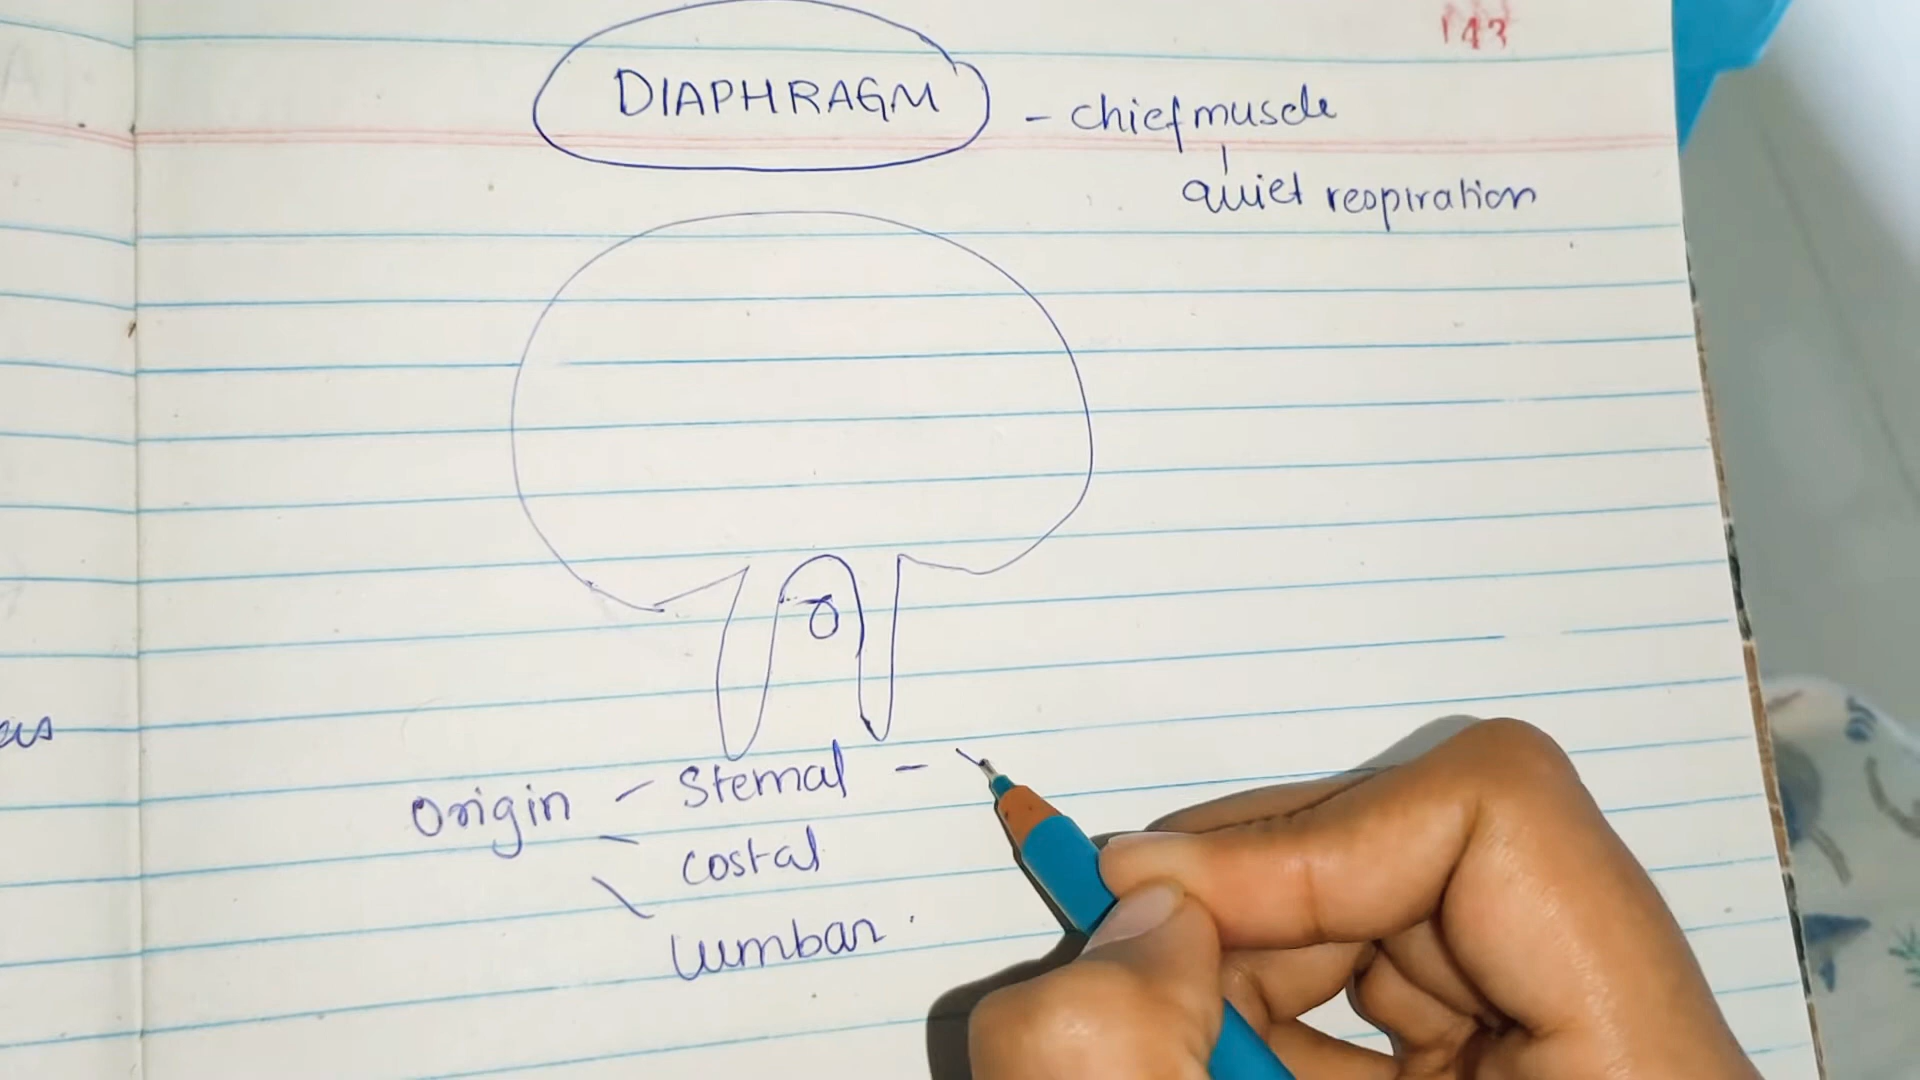 143
DIAPHRAGM - chief muscle
quiet respiration
Origin - Sternal -
costal
Lumbar